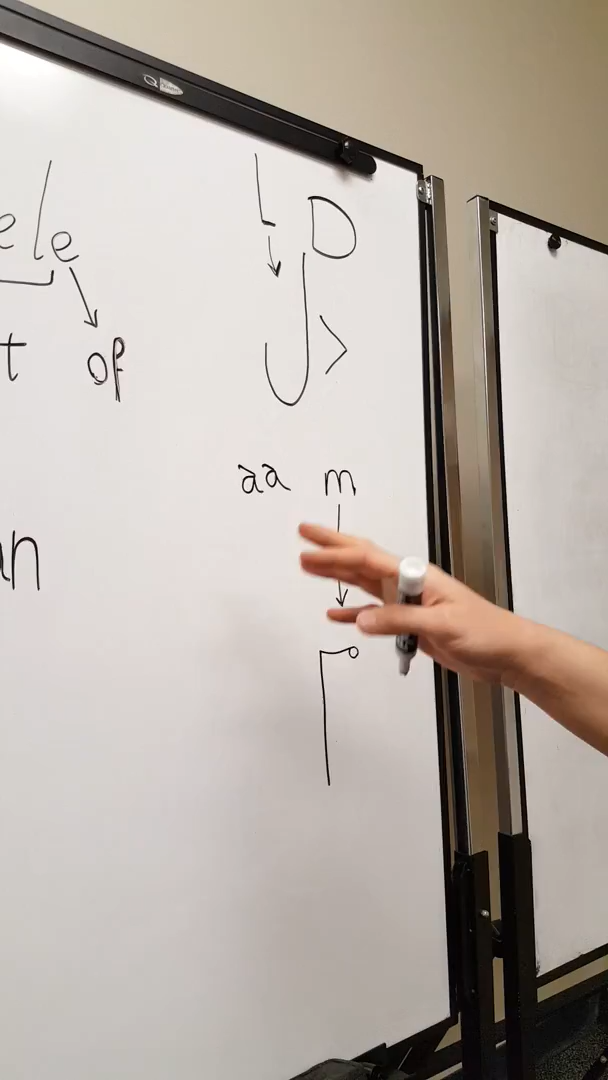 ele L D
t of ل >
aa m
an
م